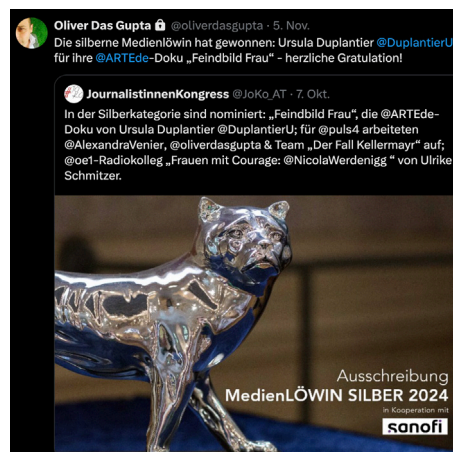 Oliver Das Gupta @oliverdasgupta · 5. Nov.
Die silberne Medienlöwin hat gewonnen: Ursula Duplantier @DuplantierU
für ihre @ARTEde-Doku „Feindbild Frau“ - herzliche Gratulation!
JournalistinnenKongress @JoKo_AT · 7. Okt.
In der Silberkategorie sind nominiert: „Feindbild Frau“, die @ARTEde-
Doku von Ursula Duplantier @DuplantierU; für @puls4 arbeiteten
@AlexandraVenier, @oliverdasgupta & Team „Der Fall Kellermayr“ auf;
@oe1-Radiokolleg „Frauen mit Courage: @NicolaWerdenigg “ von Ulrike
Schmitzer.
Ausschreibung
MedienLÖWIN SILBER 2024
in Kooperation mit
sanofi